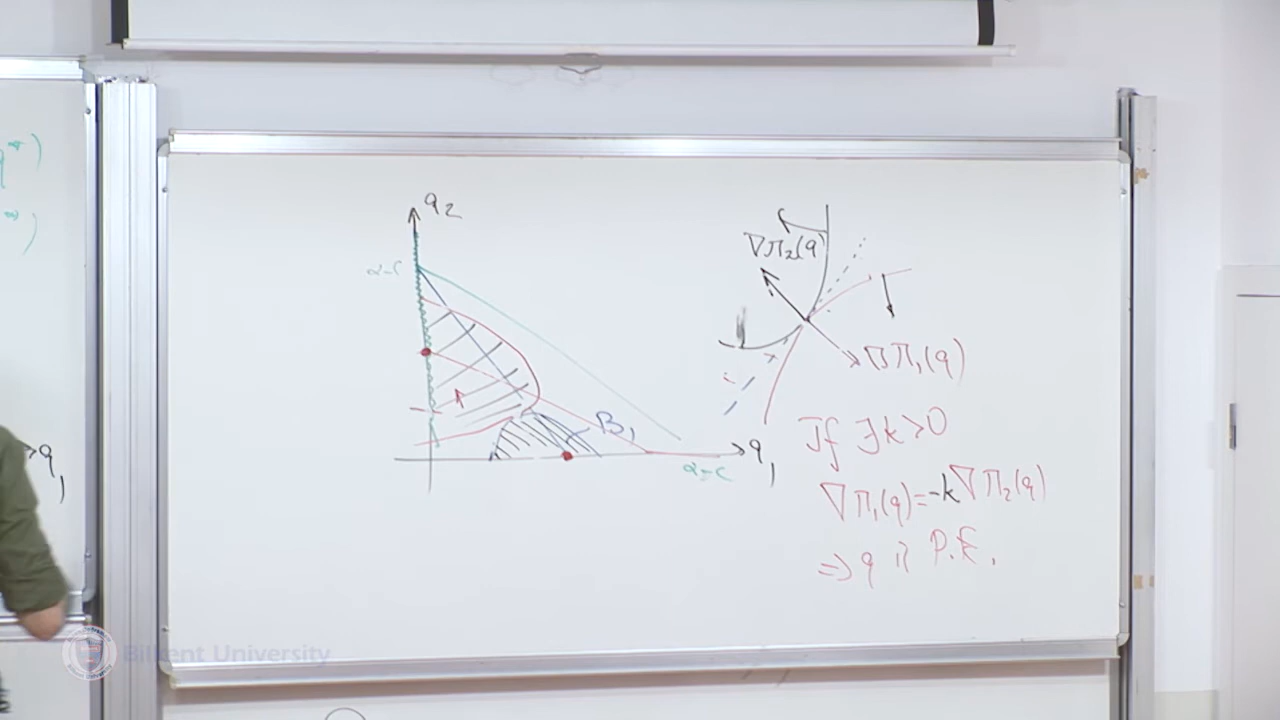 q*)
*)
q₁
q₂
α-c
B₁
q₁
α-c
∇π₂(q)
∇π₁(q)
If ∃k>0
∇π₁(q)=-k∇π₂(q)
⇒ q is P.E.
Bilkent University